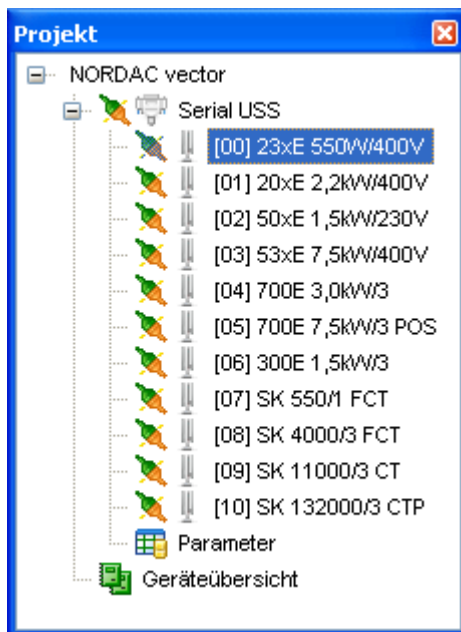 Projekt
NORDAC vector
Serial USS
[00] 23xE 550W/400V
[01] 20xE 2,2kW/400V
[02] 50xE 1,5kW/230V
[03] 53xE 7,5kW/400V
[04] 700E 3,0kW/3
[05] 700E 7,5kW/3 POS
[06] 300E 1,5kW/3
[07] SK 550/1 FCT
[08] SK 4000/3 FCT
[09] SK 11000/3 CT
[10] SK 132000/3 CTP
Parameter
Geräteübersicht